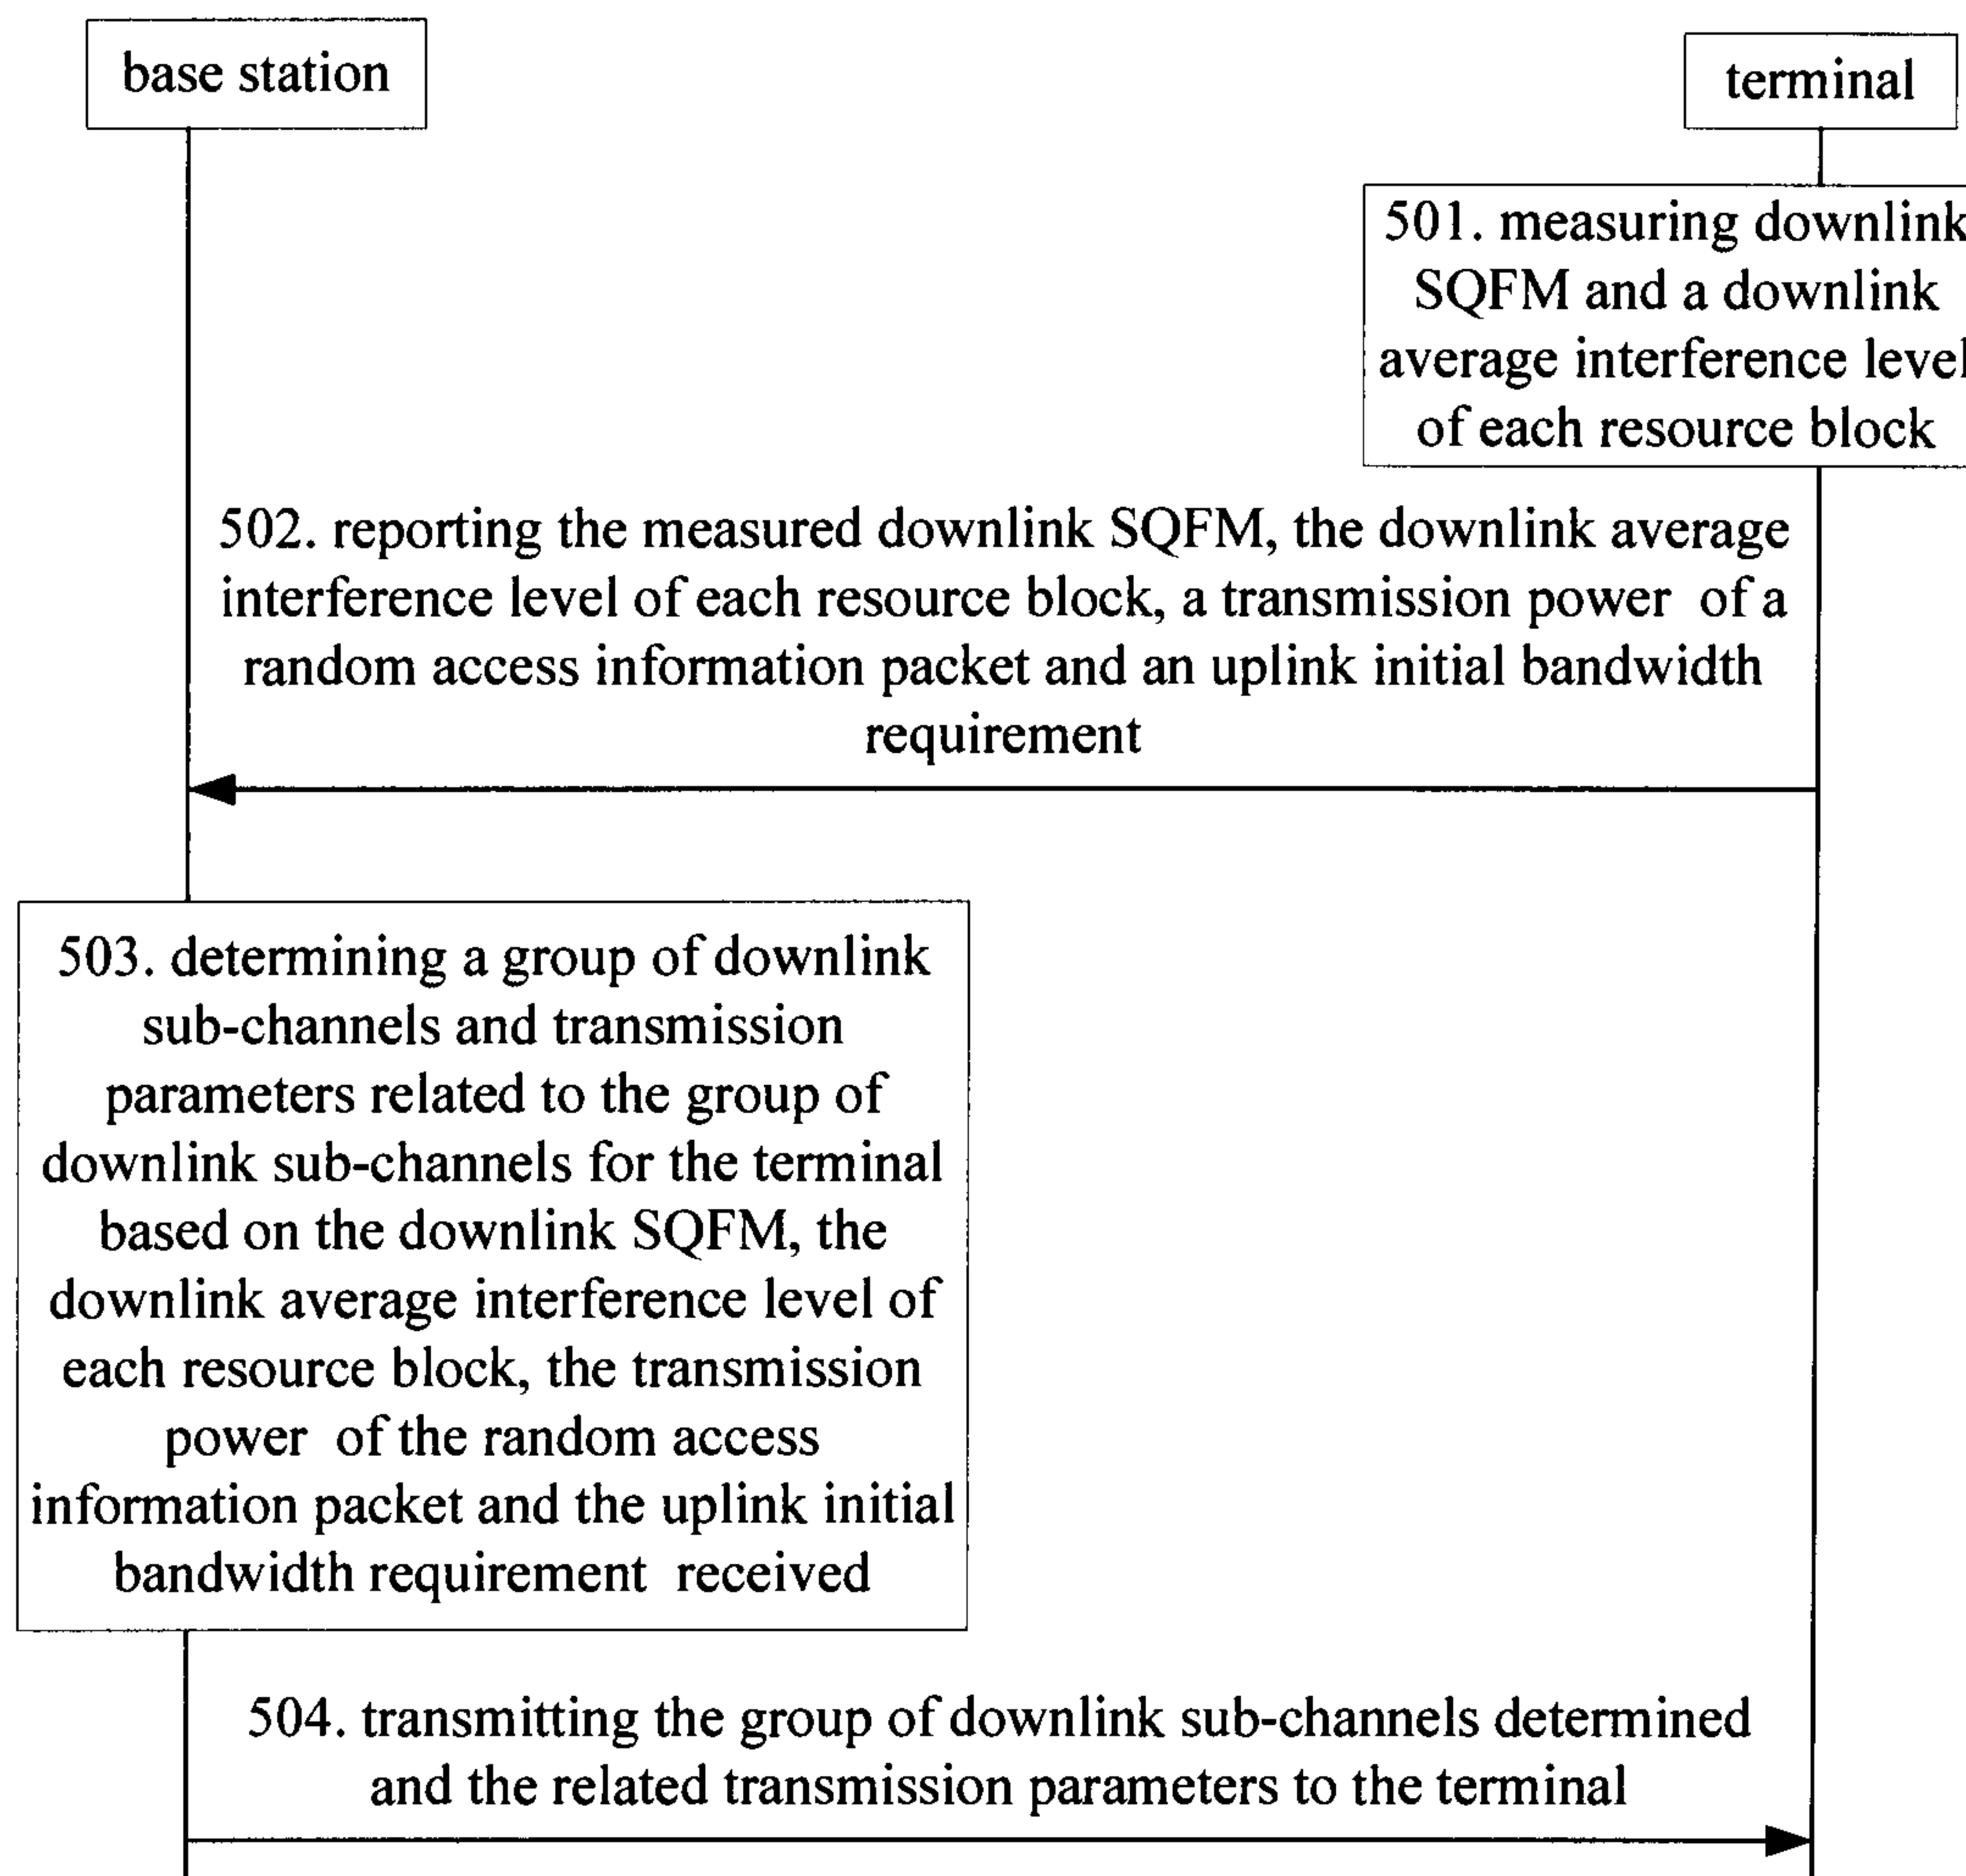 base station
terminal
501. measuring downlink
SQFM and a downlink
average interference level
of each resource block
502. reporting the measured downlink SQFM, the downlink average
interference level of each resource block, a transmission power of a
random access information packet and an uplink initial bandwidth
requirement
503. determining a group of downlink
sub-channels and transmission
parameters related to the group of
downlink sub-channels for the terminal
based on the downlink SQFM, the
downlink average interference level of
each resource block, the transmission
power of the random access
information packet and the uplink initial
bandwidth requirement received
504. transmitting the group of downlink sub-channels determined
and the related transmission parameters to the terminal